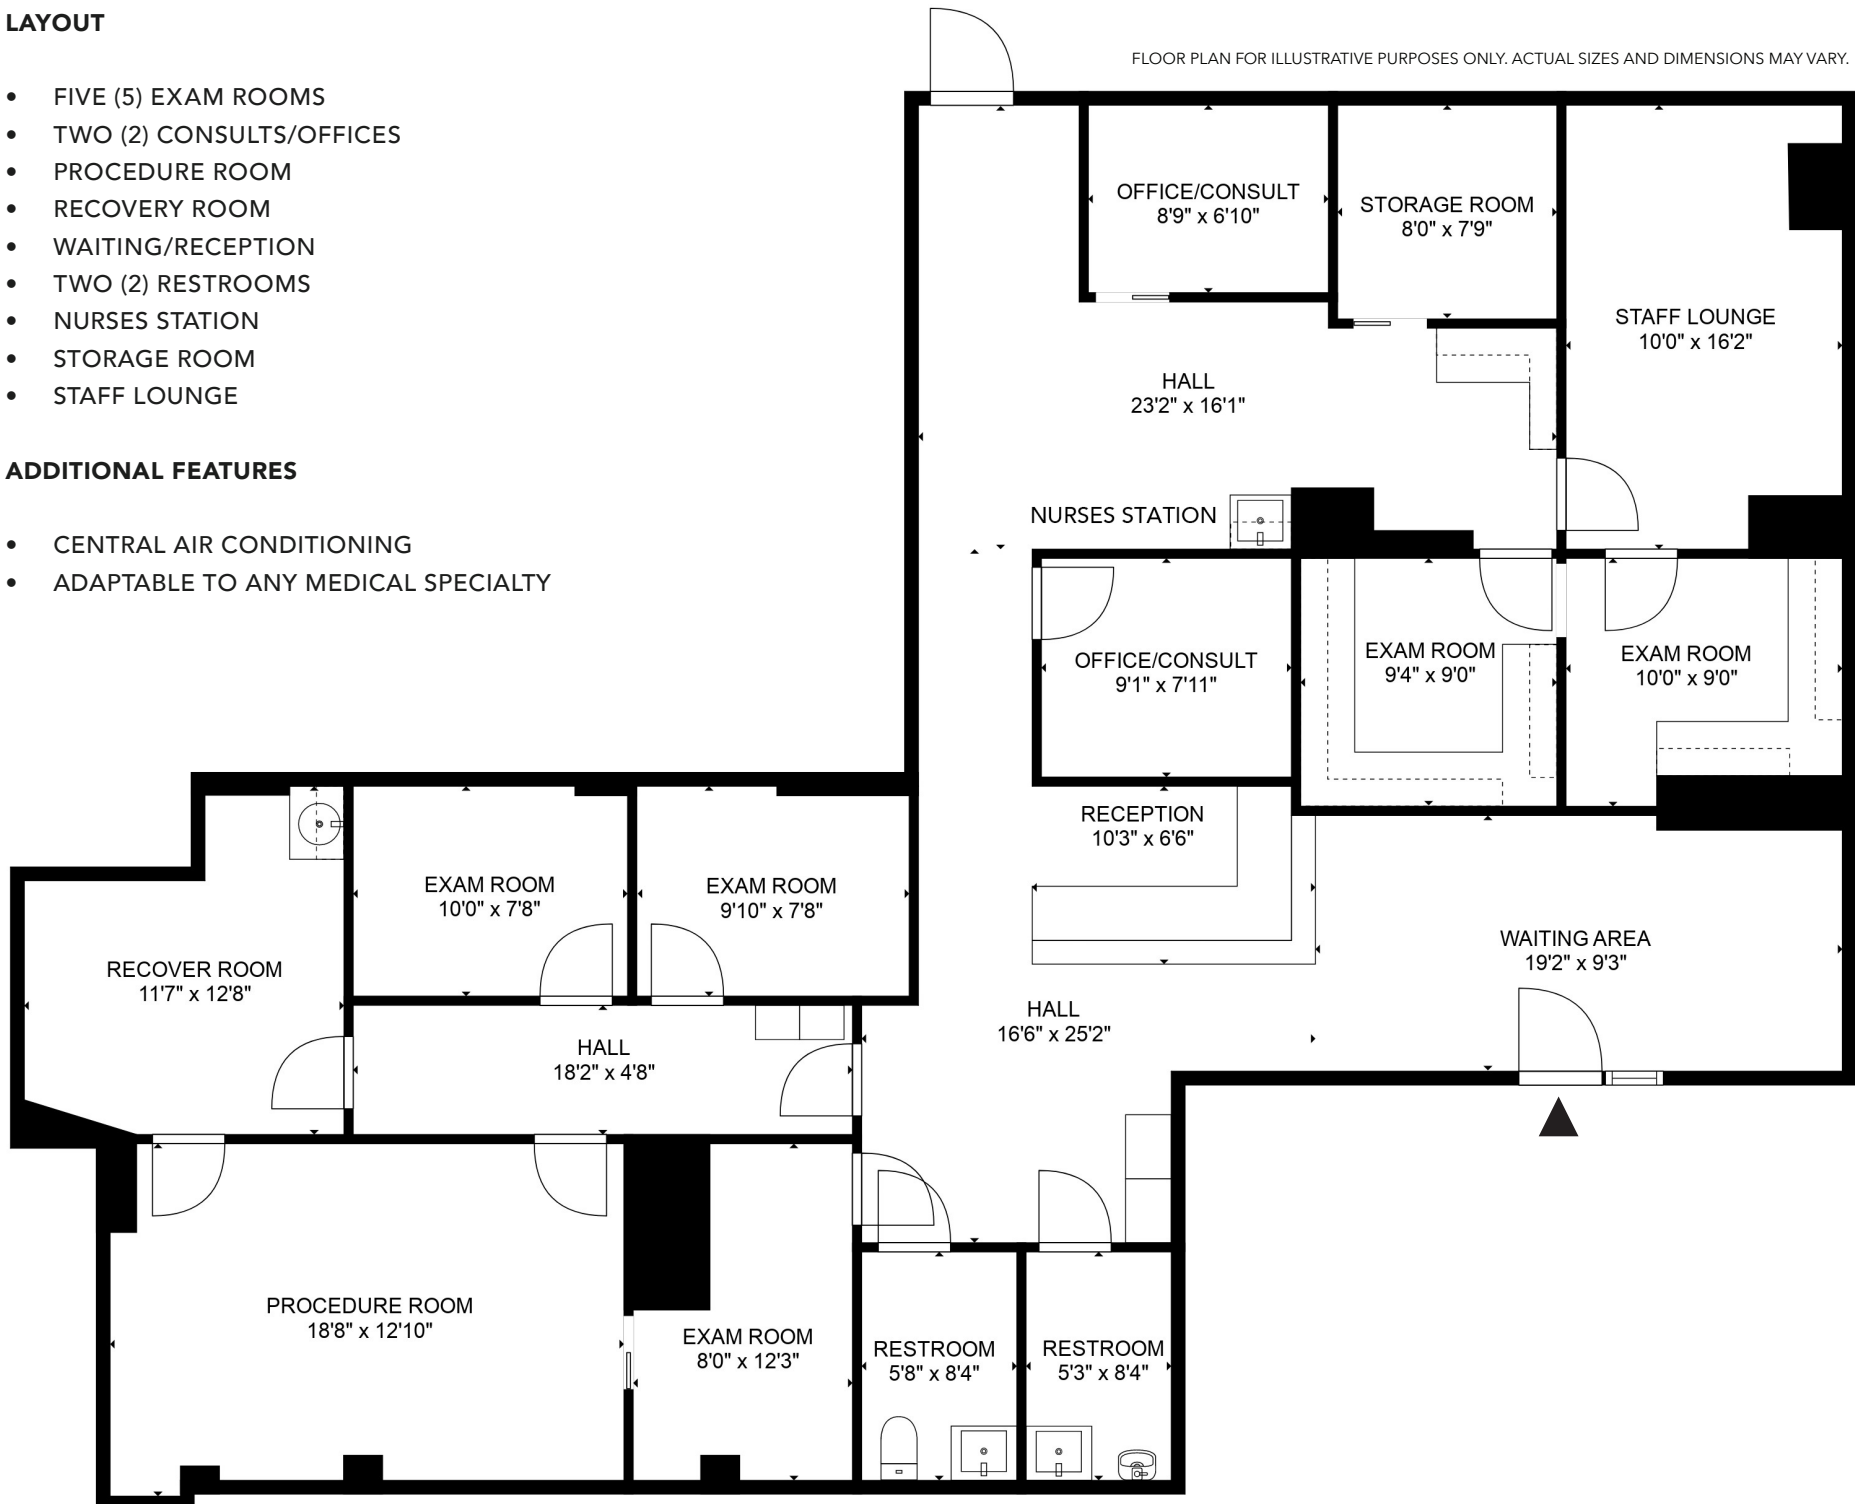 LAYOUT
• FIVE (5) EXAM ROOMS
• TWO (2) CONSULTS/OFFICES
• PROCEDURE ROOM
• RECOVERY ROOM
• WAITING/RECEPTION
• TWO (2) RESTROOMS
• NURSES STATION
• STORAGE ROOM
• STAFF LOUNGE
ADDITIONAL FEATURES
• CENTRAL AIR CONDITIONING
• ADAPTABLE TO ANY MEDICAL SPECIALTY
FLOOR PLAN FOR ILLUSTRATIVE PURPOSES ONLY. ACTUAL SIZES AND DIMENSIONS MAY VARY.
OFFICE/CONSULT
8'9" x 6'10"
STORAGE ROOM
8'0" x 7'9"
STAFF LOUNGE
10'0" x 16'2"
HALL
23'2" x 16'1"
NURSES STATION
OFFICE/CONSULT
9'1" x 7'11"
EXAM ROOM
9'4" x 9'0"
EXAM ROOM
10'0" x 9'0"
RECEPTION
10'3" x 6'6"
EXAM ROOM
10'0" x 7'8"
EXAM ROOM
9'10" x 7'8"
WAITING AREA
19'2" x 9'3"
RECOVER ROOM
11'7" x 12'8"
HALL
16'6" x 25'2"
HALL
18'2" x 4'8"
PROCEDURE ROOM
18'8" x 12'10"
EXAM ROOM
8'0" x 12'3"
RESTROOM
5'8" x 8'4"
RESTROOM
5'3" x 8'4"